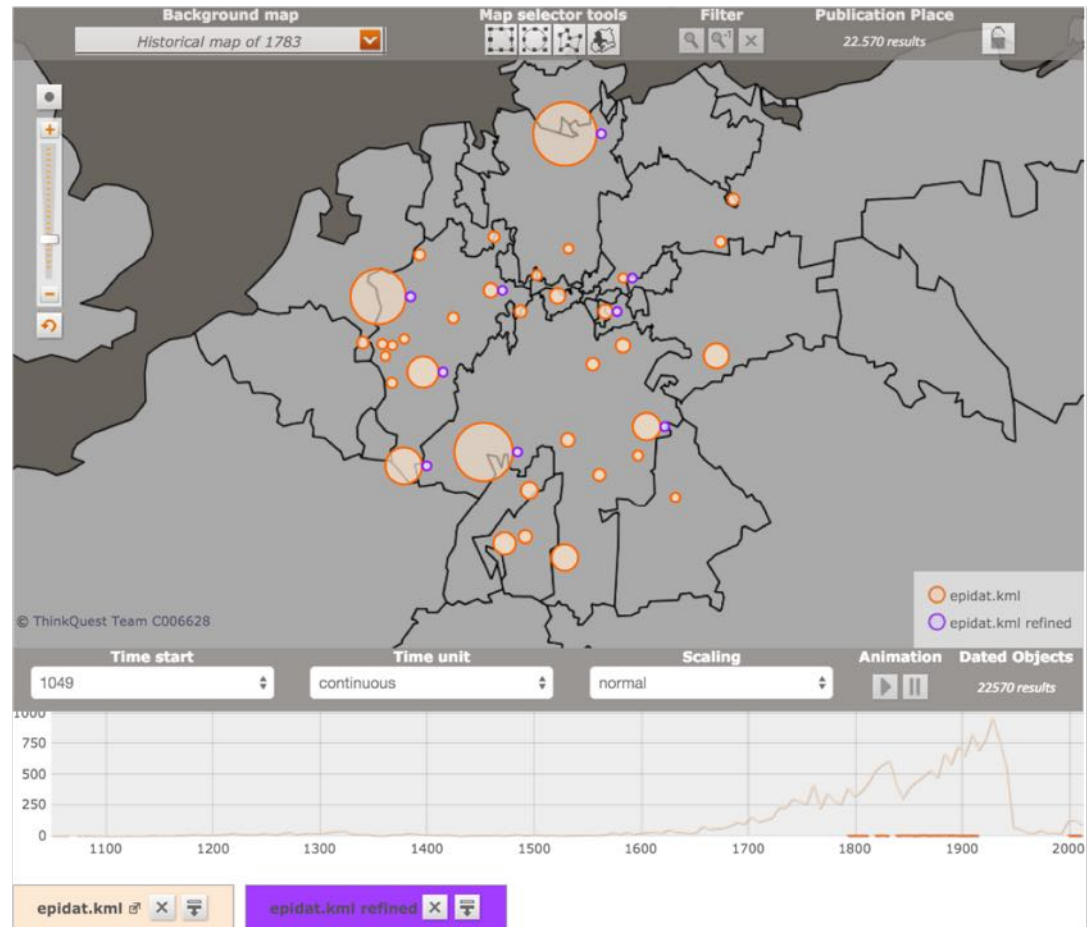 Background map
Map selector tools
Filter
Publication Place
Historical map of 1783
-1
22.570 results
© ThinkQuest Team C006628
epidat.kml
epidat.kml refined
Time start
Time unit
Scaling
Animation
Dated Objects
1049
continuous
normal
22570 results
1000
750
500
250
0
1100 1200 1300 1400 1500 1600 1700 1800 1900 2000
epidat.kml
epidat.kml refined